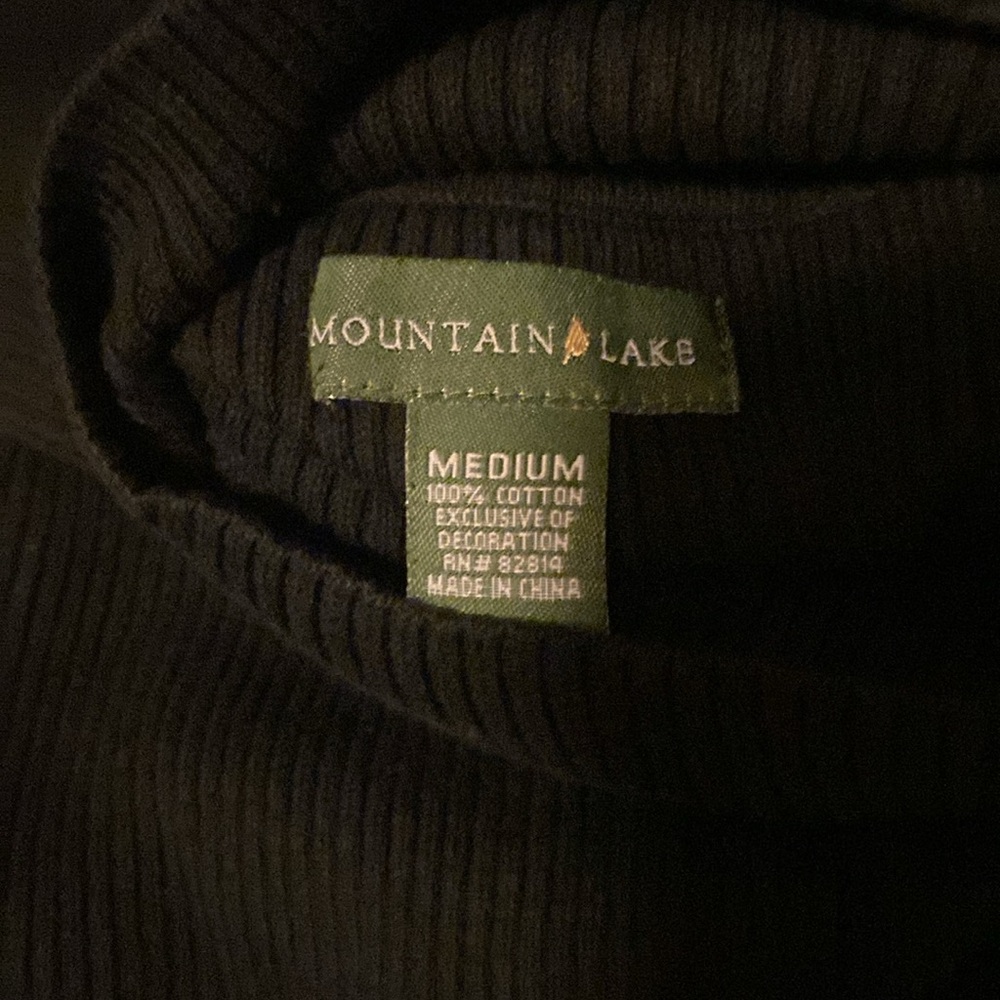 MOUNTAIN LAKE
MEDIUM
100% COTTON
EXCLUSIVE OF
DECORATION
RN# 82814
MADE IN CHINA